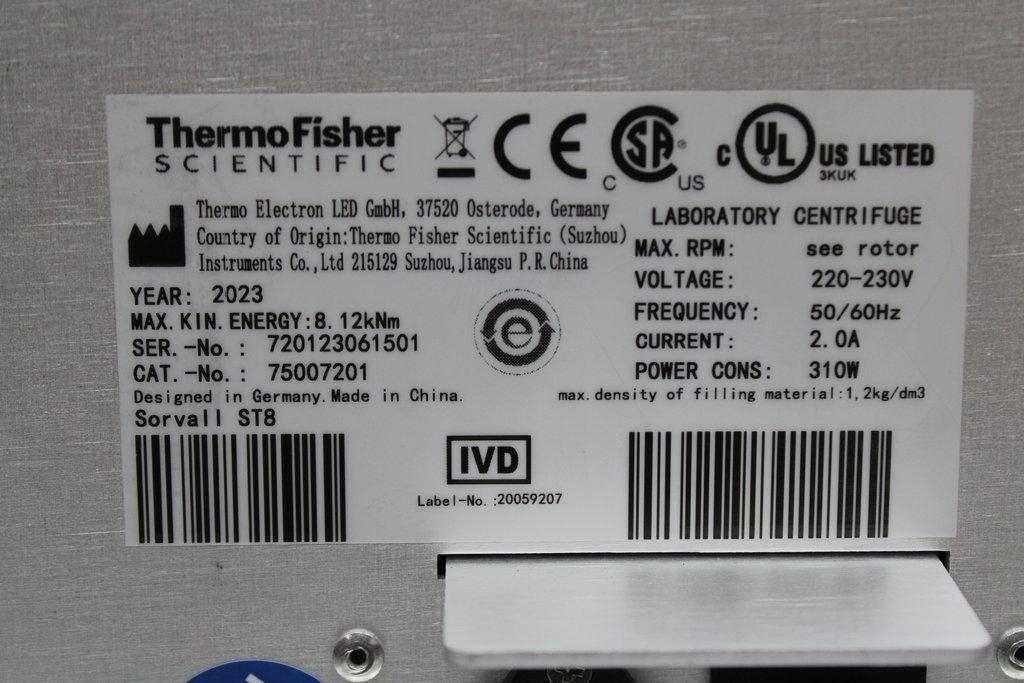 ThermoFisher
SCIENTIFIC
CE
C SA® US
C UL US LISTED
3KUK
Thermo Electron LED GmbH, 37520 Osterode, Germany
Country of Origin:Thermo Fisher Scientific (Suzhou)
Instruments Co.,Ltd 215129 Suzhou,Jiangsu P.R.China
YEAR: 2023
MAX.KIN.ENERGY:8.12kNm
SER.-No.: 720123061501
CAT.-No.: 75007201
Designed in Germany.Made in China.
Sorvall ST8
e
LABORATORY CENTRIFUGE
MAX.RPM: see rotor
VOLTAGE: 220-230V
FREQUENCY: 50/60Hz
CURRENT: 2.0A
POWER CONS: 310W
max.density of filling material:1,2kg/dm3
IVD
Label-No.:20059207